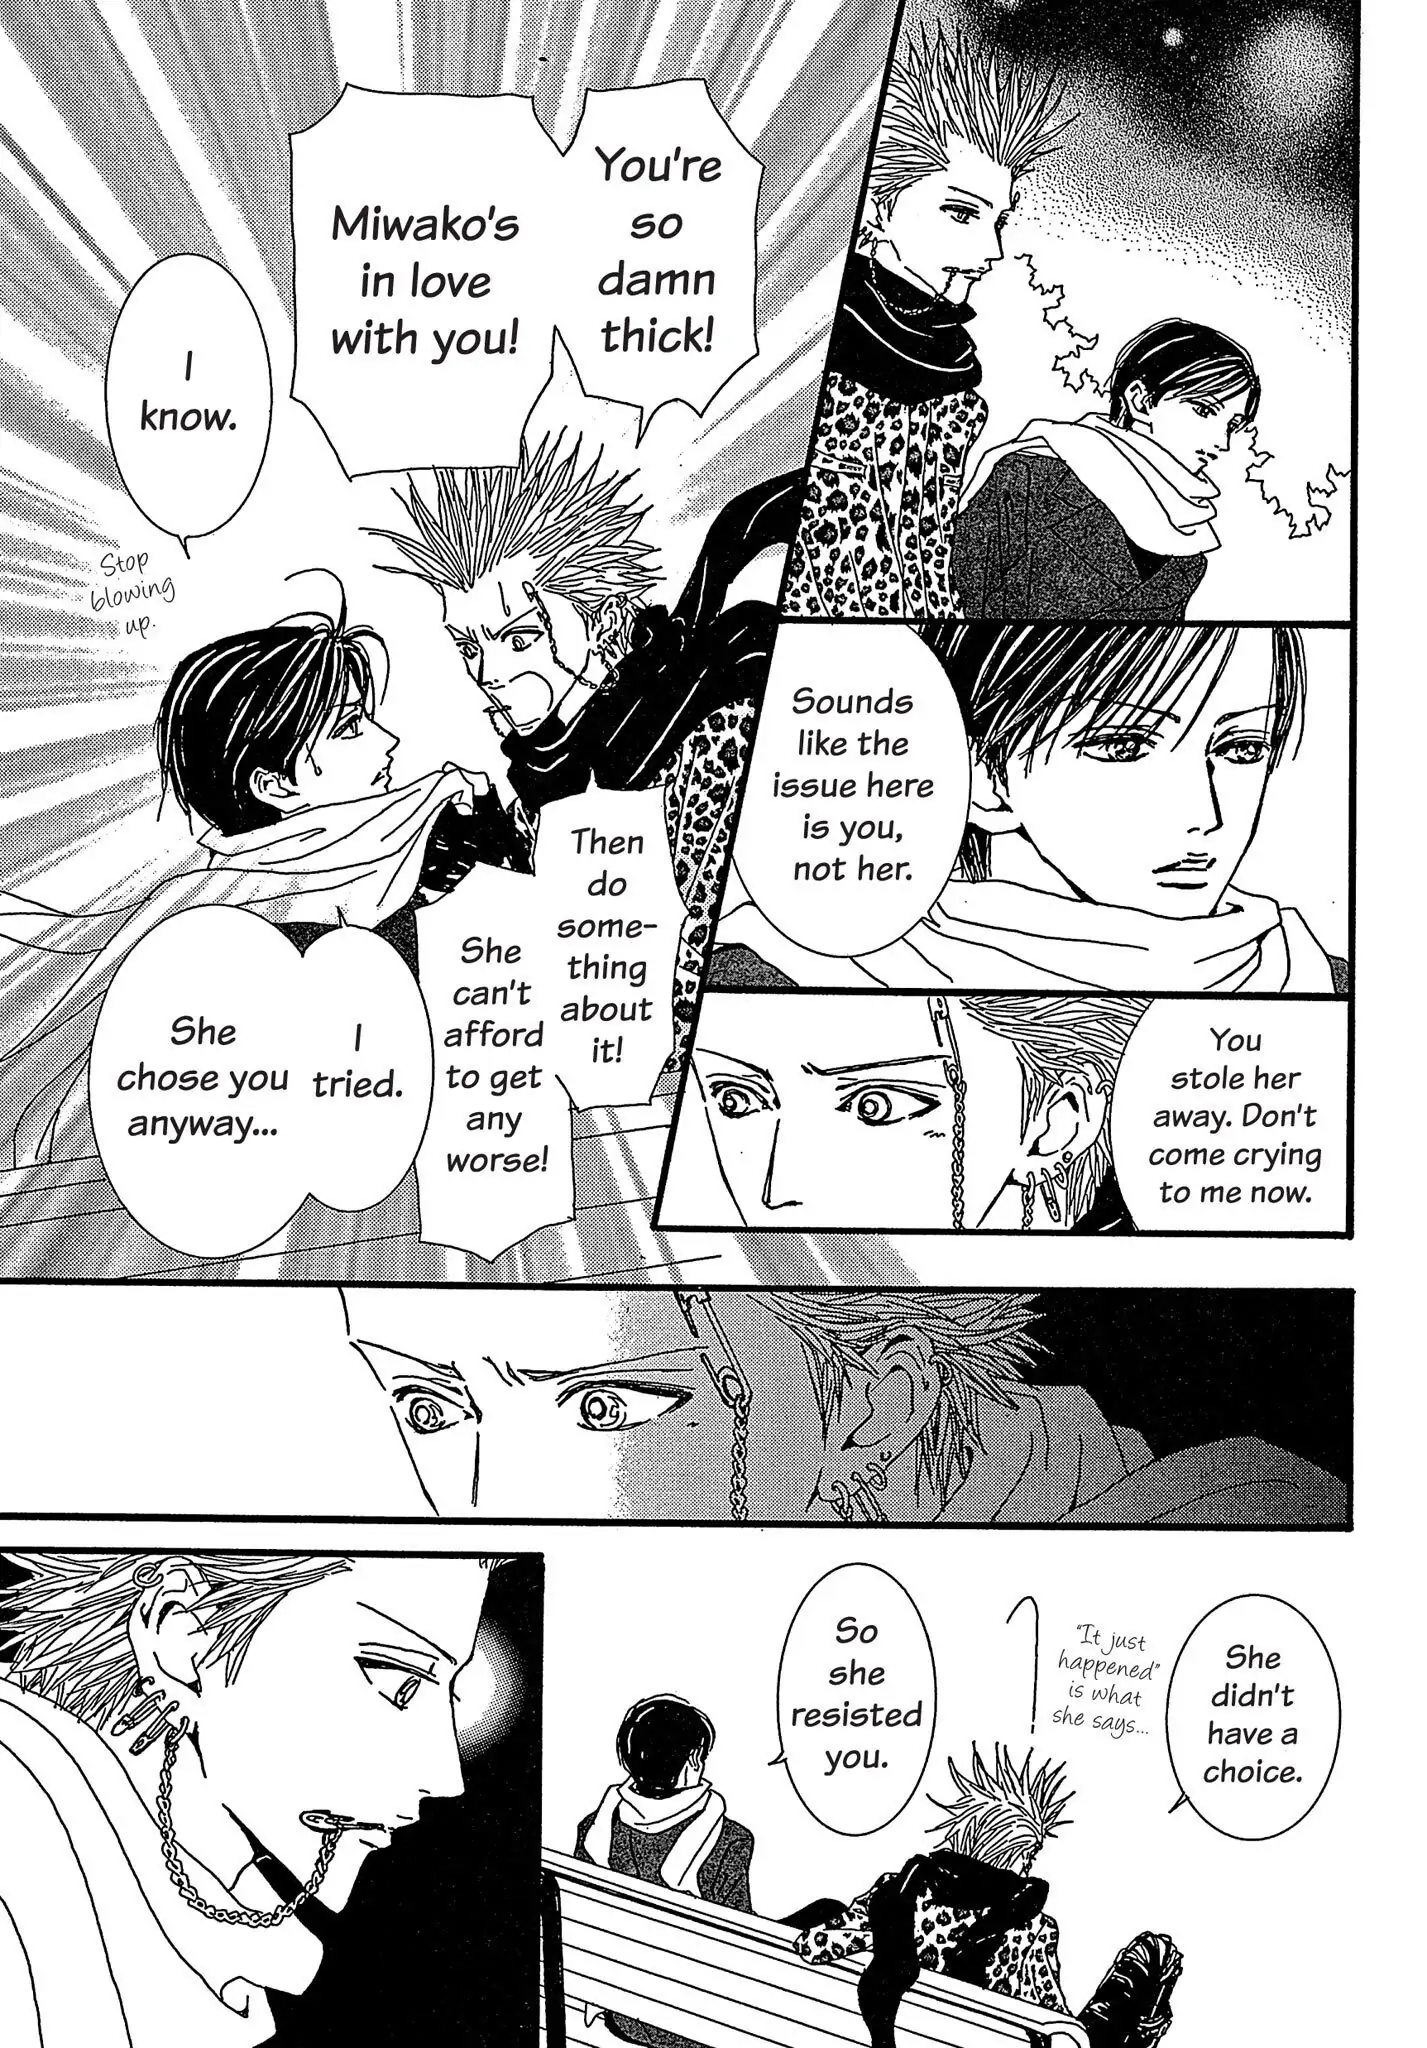 Sounds
like the
issue here
is you,
not her.
You
stole her
away. Don't
come crying
to me now.
You're
so
damn
thick!
Miwako's
in love
with you!
I
know.
Stop
blowing
up.
Then
do
some-
thing
about
it!
She
can't
afford
to get
any
worse!
I
tried.
She
chose you
anyway...
She
didn't
have a
choice.
"It just
happened"
is what
she says...
So
she
resisted
you.